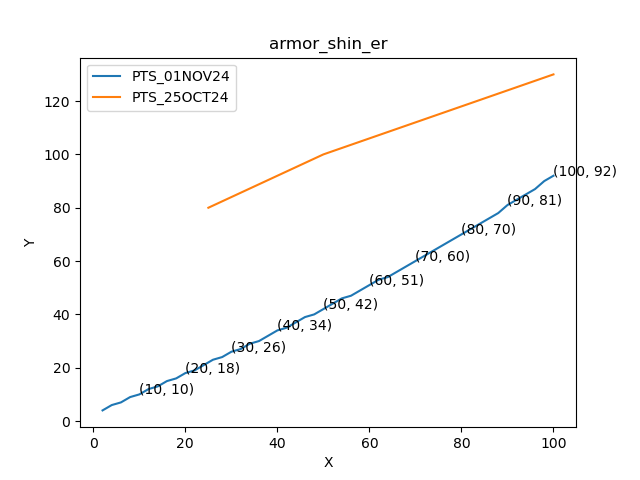 armor_shin_er
PTS_01NOV24
PTS_25OCT24
Y
120
100
80
60
40
20
0
(100, 92)
(90, 81)
(80, 70)
(70, 60)
(60, 51)
(50, 42)
(40, 34)
(30, 26)
(20, 18)
(10, 10)
0 20 40 60 80 100
X